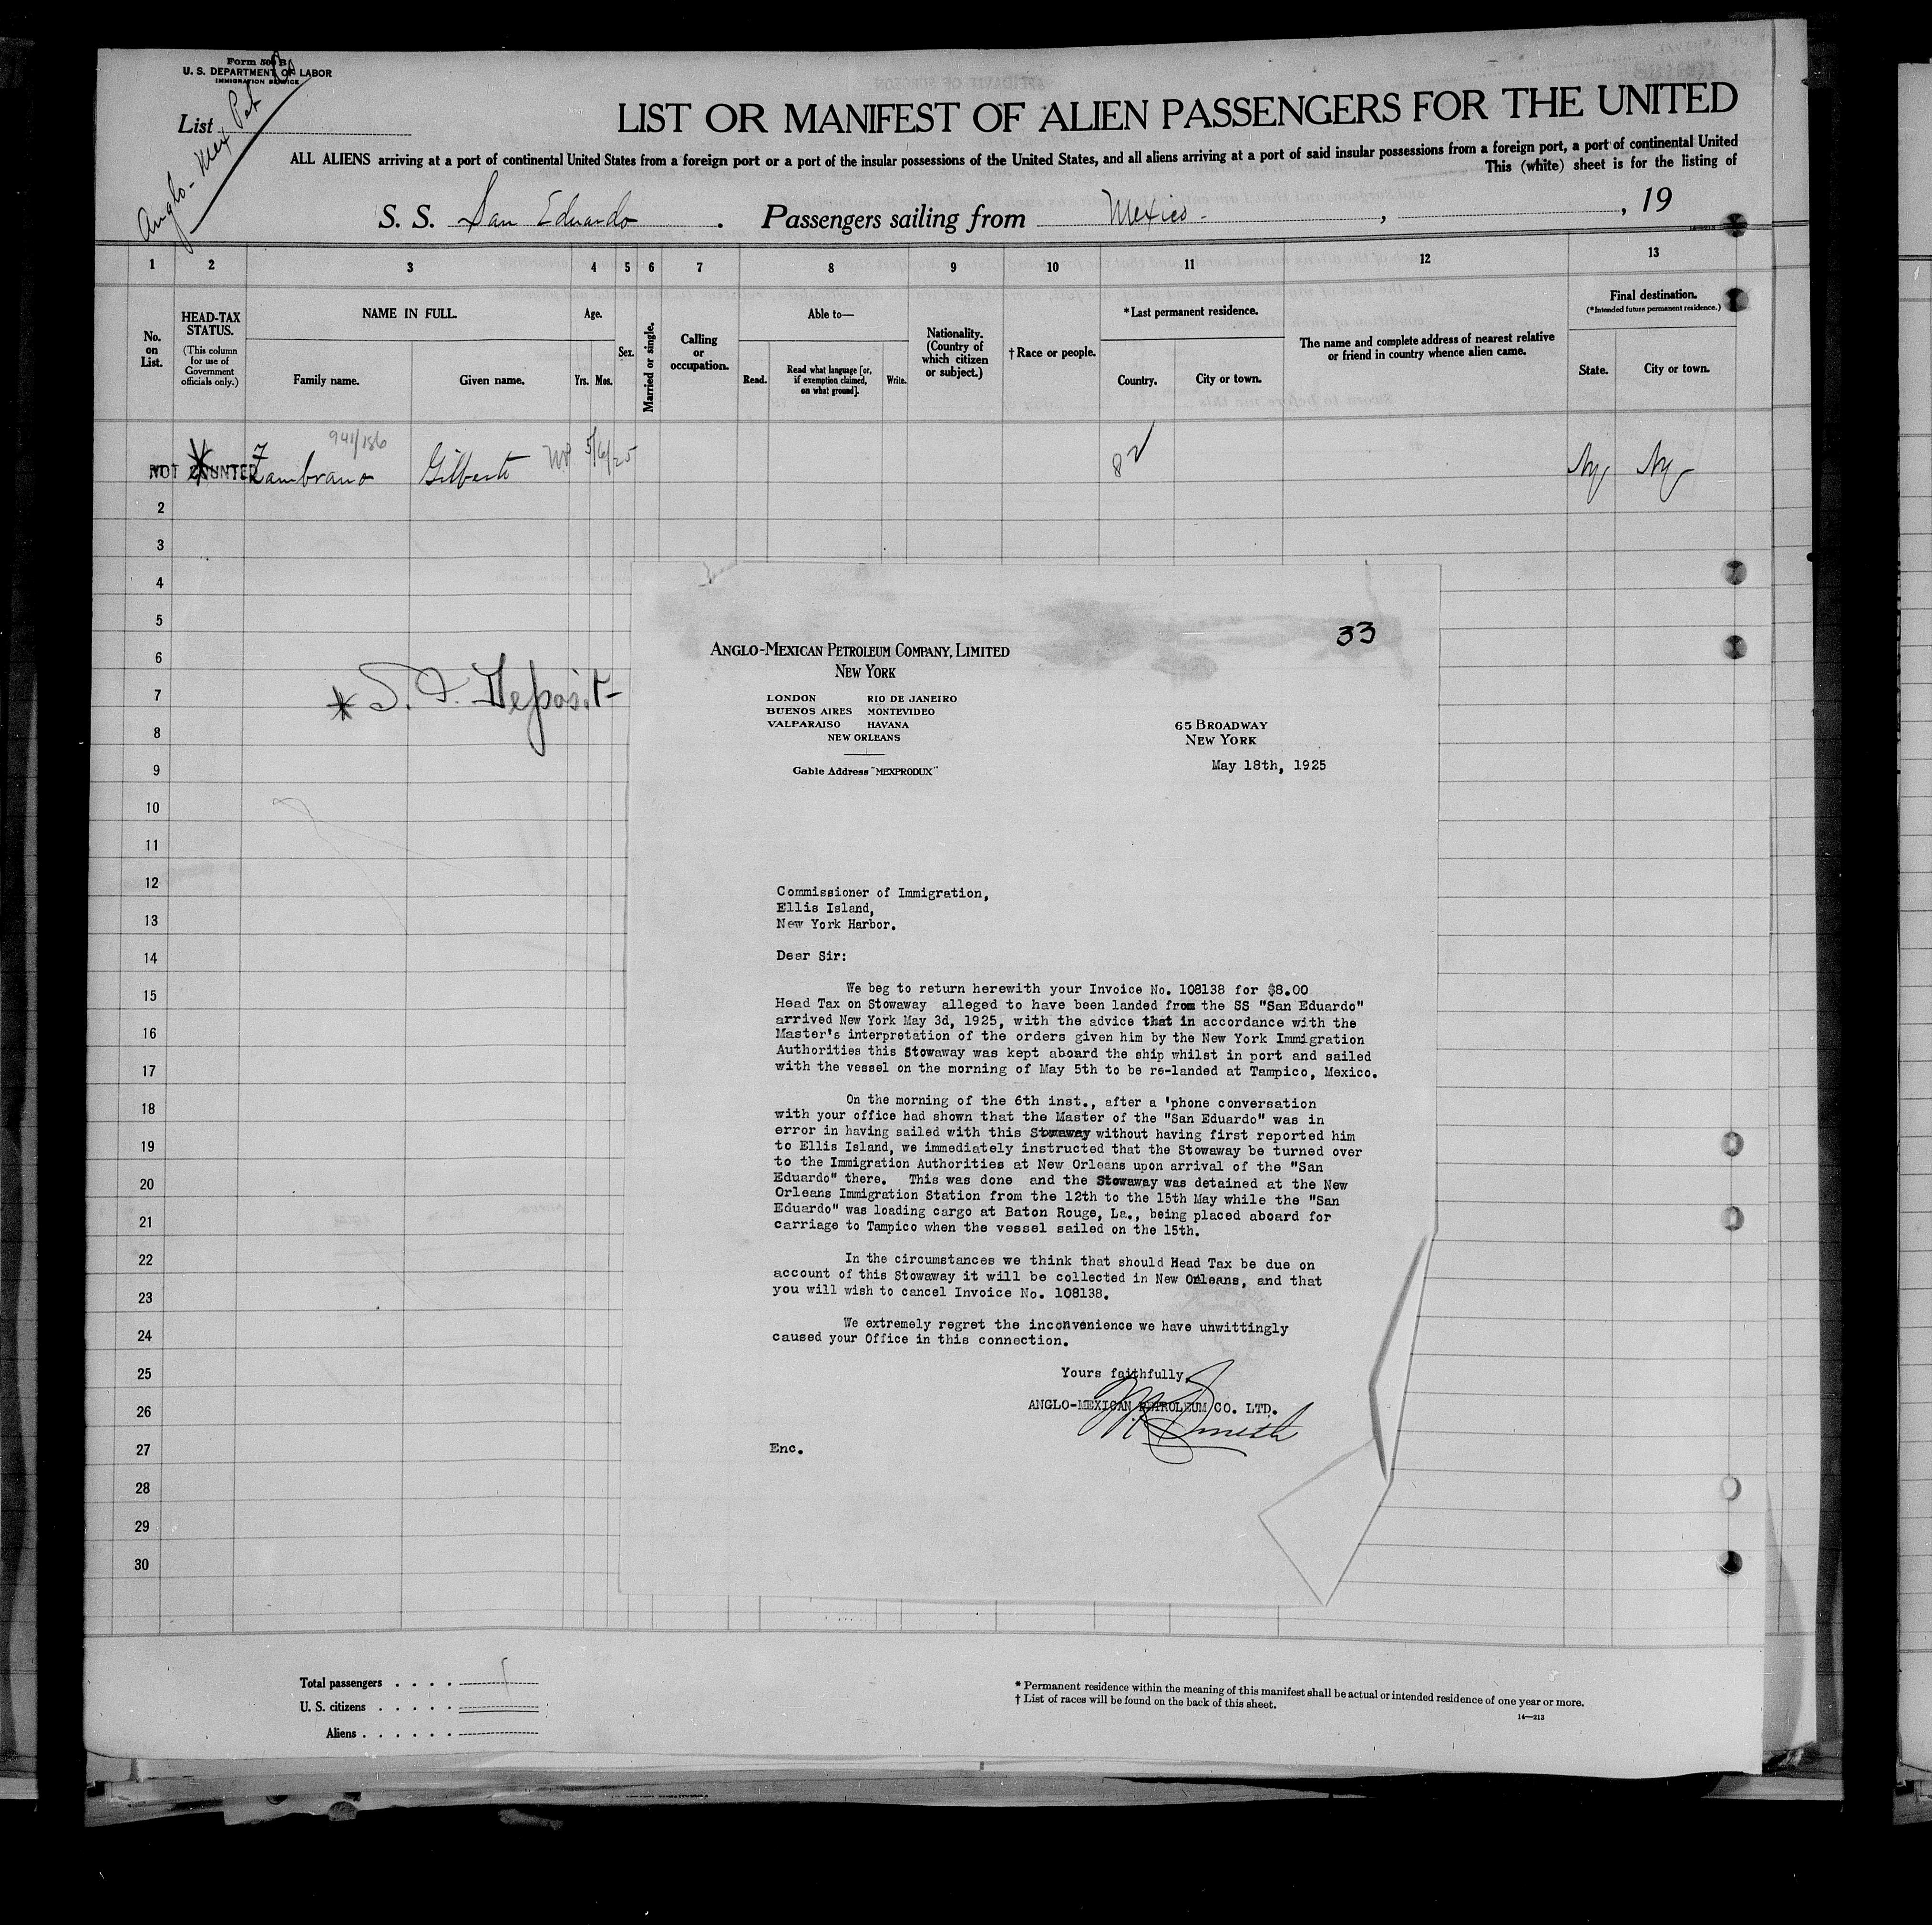 Form 500 B
U. S. DEPARTMENT OF LABOR
IMMIGRATION SERVICE
List
Anglo-Mex Pet
LIST OR MANIFEST OF ALIEN PASSENGERS FOR THE UNITED
ALL ALIENS arriving at a port of continental United States from a foreign port or a port of the insular possessions of the United States, and all aliens arriving at a port of said insular possessions from a foreign port, a port of continental United
This (white) sheet is for the listing of
S. S. San Eduardo. Passengers sailing from Mexico - , , 19
1 2 3 4 5 6 7 8 9 10 11 12 13
No. on List.
HEAD-TAX STATUS.
(This column for use of Government officials only.)
NAME IN FULL.
Family name.
Given name.
Age.
Yrs. Mos.
Sex.
Married or single.
Calling or occupation.
Able to—
Read.
Read what language [or, if exemption claimed, on what ground].
Write.
Nationality. (Country of which citizen or subject.)
† Race or people.
* Last permanent residence.
Country.
City or town.
The name and complete address of nearest relative or friend in country whence alien came.
Final destination.
(*Intended future permanent residence.)
State.
City or town.
941/186
NOT COUNTED Zambrano Gilberto 5/6/25 Ny Ny
2
3
4
5
6
7
8
9
10
11
12
13
14
15
16
17
18
19
20
21
22
23
24
25
26
27
28
29
30
Deposit
33
ANGLO-MEXICAN PETROLEUM COMPANY, LIMITED
NEW YORK
LONDON RIO DE JANEIRO
BUENOS AIRES MONTEVIDEO
VALPARAISO HAVANA
NEW ORLEANS
Cable Address "MEXPRODUX"
65 BROADWAY
NEW YORK
May 18th, 1925
Commissioner of Immigration,
Ellis Island,
New York Harbor.
Dear Sir:
We beg to return herewith your Invoice No. 108138 for $8.00
Head Tax on Stowaway alleged to have been landed from the SS "San Eduardo"
arrived New York May 3d, 1925, with the advice that in accordance with the
Master's interpretation of the orders given him by the New York Immigration
Authorities this Stowaway was kept aboard the ship whilst in port and sailed
with the vessel on the morning of May 5th to be re-landed at Tampico, Mexico.
On the morning of the 6th inst., after a 'phone conversation
with your office had shown that the Master of the "San Eduardo" was in
error in having sailed with this Stowaway without having first reported him
to Ellis Island, we immediately instructed that the Stowaway be turned over
to the Immigration Authorities at New Orleans upon arrival of the "San
Eduardo" there. This was done and the Stowaway was detained at the New
Orleans Immigration Station from the 12th to the 15th May while the "San
Eduardo" was loading cargo at Baton Rouge, La., being placed aboard for
carriage to Tampico when the vessel sailed on the 15th.
In the circumstances we think that should Head Tax be due on
account of this Stowaway it will be collected in New Orleans, and that
you will wish to cancel Invoice No. 108138.
We extremely regret the inconvenience we have unwittingly
caused your Office in this connection.
Yours faithfully,
ANGLO-MEXICAN PETROLEUM CO. LTD.
Smith
Enc.
Total passengers . . . . 1
U. S. citizens . . . . .
Aliens . . . . . .
* Permanent residence within the meaning of this manifest shall be actual or intended residence of one year or more.
† List of races will be found on the back of this sheet.
14—213